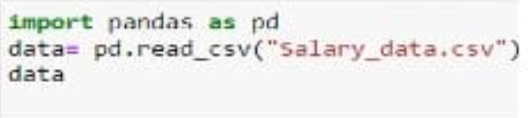 import pandas as pd
data= pd.read_csv("Salary_data.csv")
data